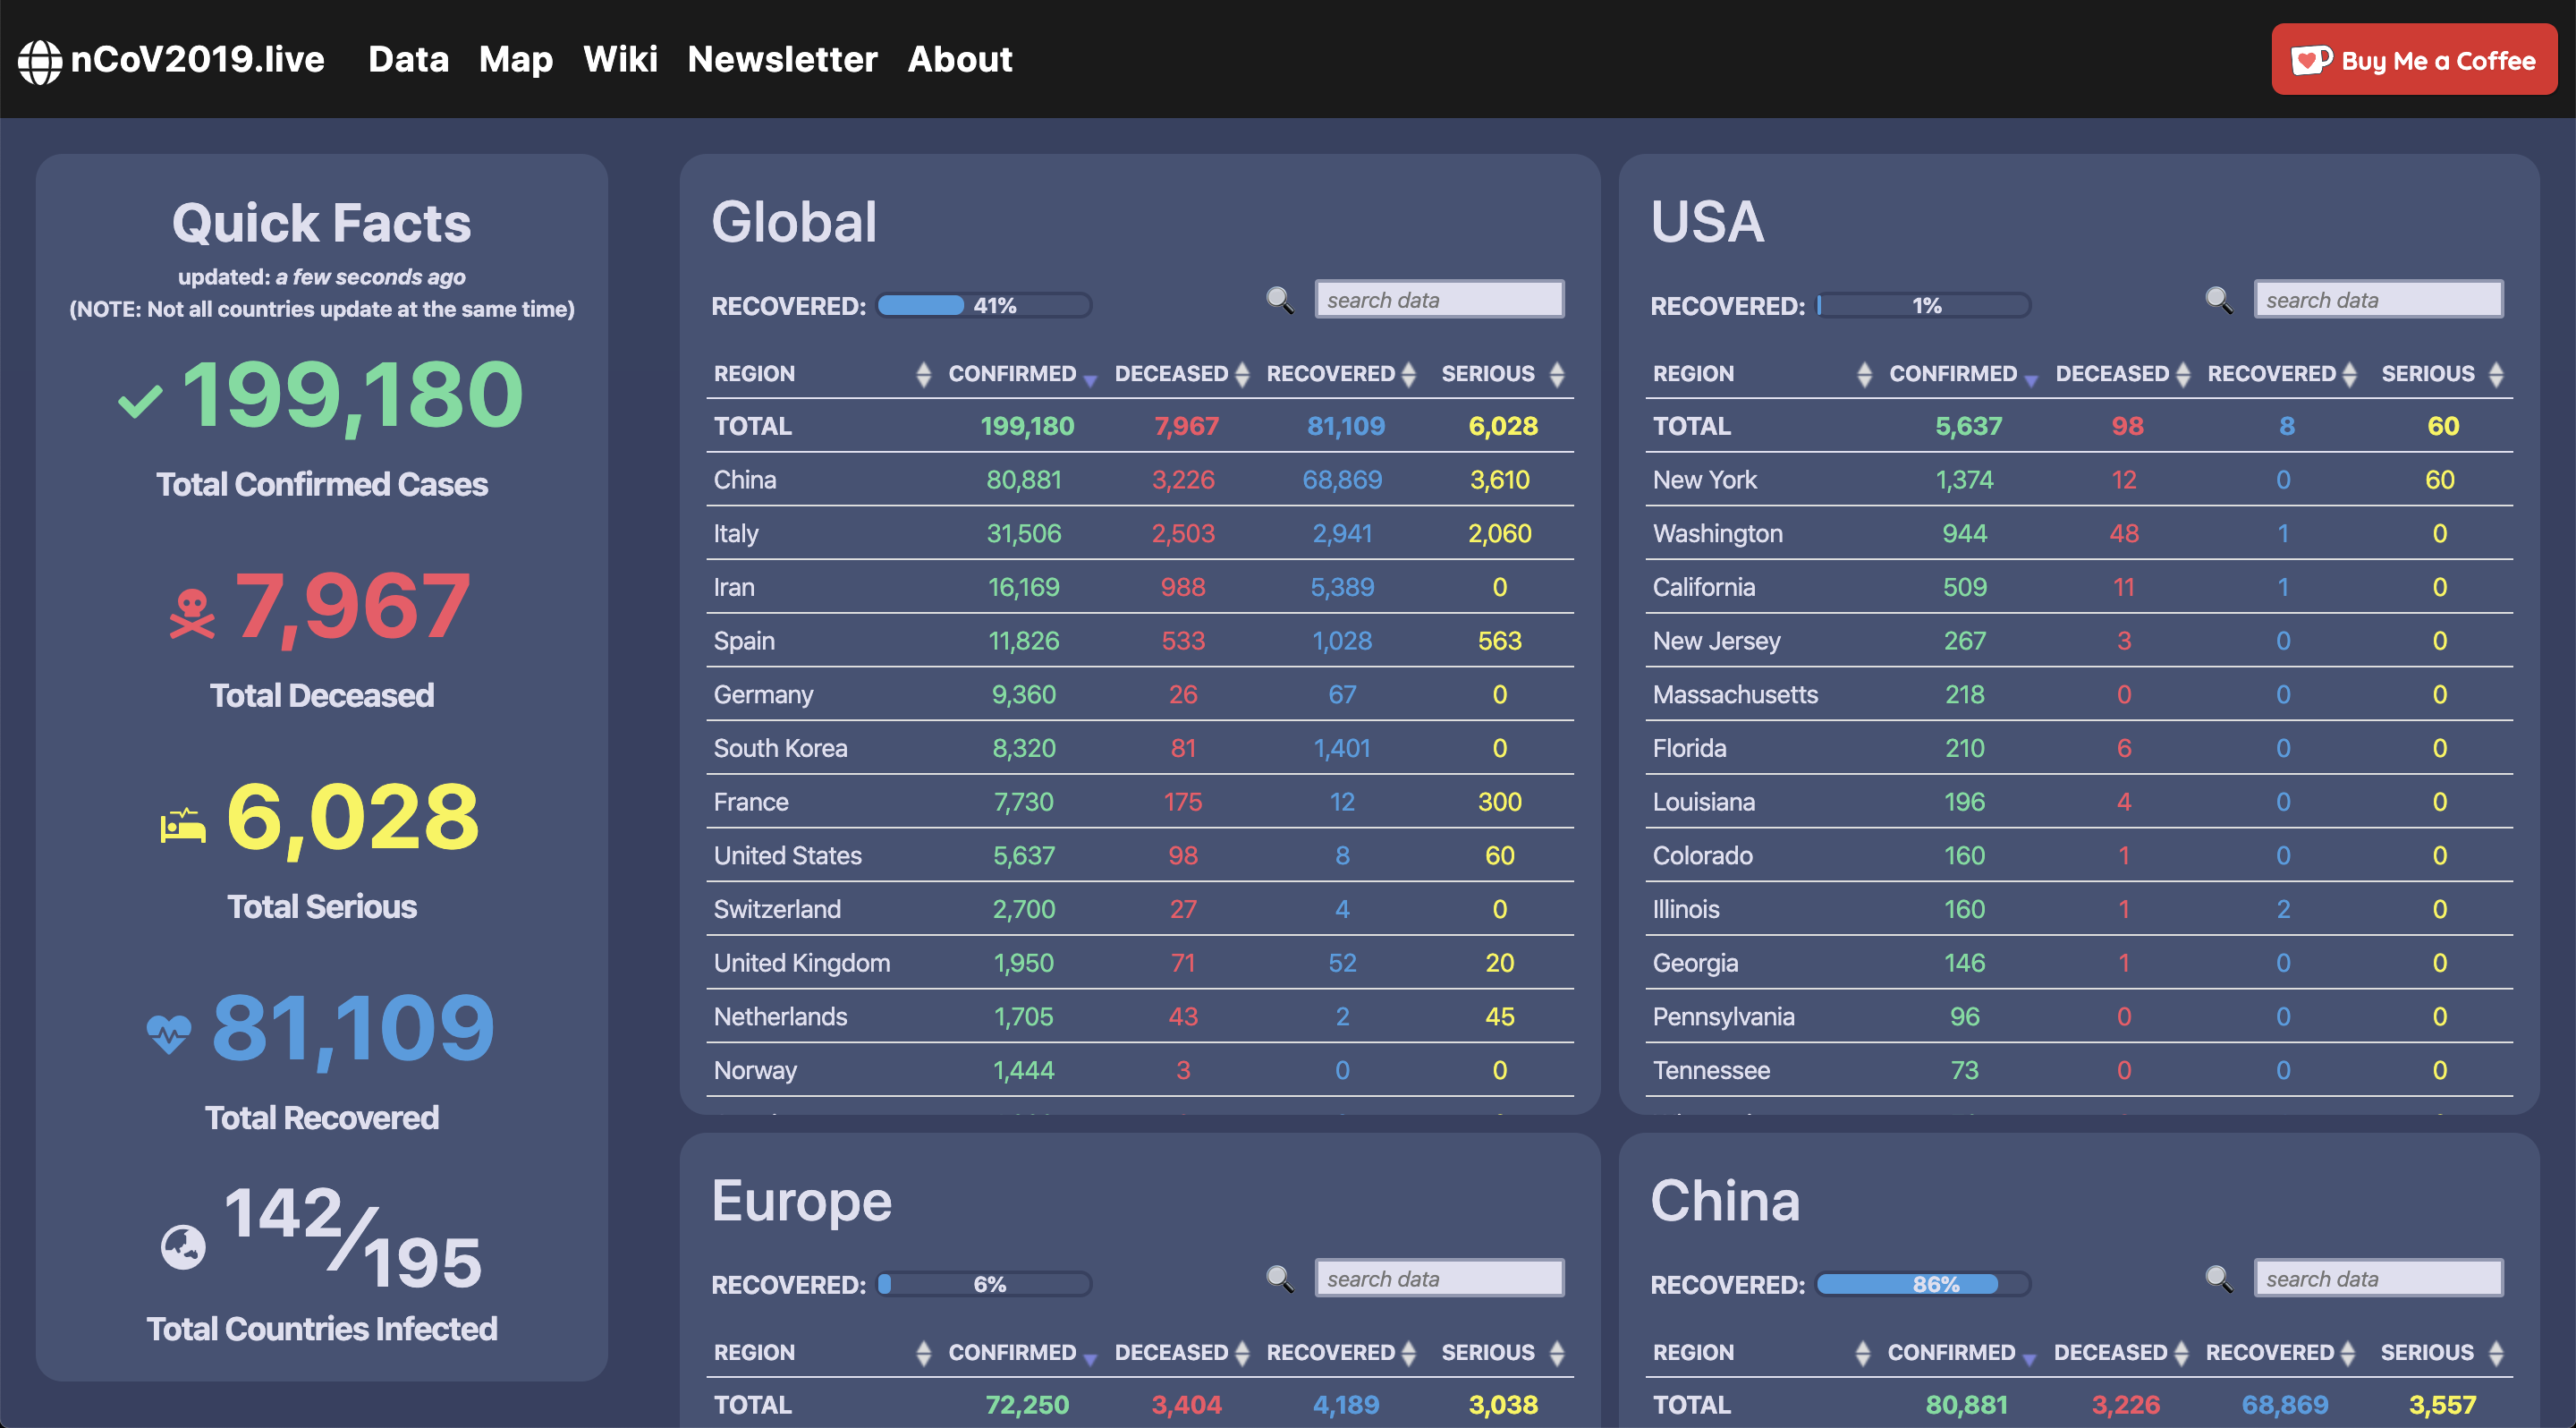 nCoV2019.live Data Map Wiki Newsletter About
Buy Me a Coffee
Quick Facts
updated: a few seconds ago
(NOTE: Not all countries update at the same time)
199,180
Total Confirmed Cases
7,967
Total Deceased
6,028
Total Serious
81,109
Total Recovered
142/195
Total Countries Infected
Global
RECOVERED: 41% search data
REGION CONFIRMED DECEASED RECOVERED SERIOUS
TOTAL 199,180 7,967 81,109 6,028
China 80,881 3,226 68,869 3,610
Italy 31,506 2,503 2,941 2,060
Iran 16,169 988 5,389 0
Spain 11,826 533 1,028 563
Germany 9,360 26 67 0
South Korea 8,320 81 1,401 0
France 7,730 175 12 300
United States 5,637 98 8 60
Switzerland 2,700 27 4 0
United Kingdom 1,950 71 52 20
Netherlands 1,705 43 2 45
Norway 1,444 3 0 0
USA
RECOVERED: 1% search data
REGION CONFIRMED DECEASED RECOVERED SERIOUS
TOTAL 5,637 98 8 60
New York 1,374 12 0 60
Washington 944 48 1 0
California 509 11 1 0
New Jersey 267 3 0 0
Massachusetts 218 0 0 0
Florida 210 6 0 0
Louisiana 196 4 0 0
Colorado 160 1 0 0
Illinois 160 1 2 0
Georgia 146 1 0 0
Pennsylvania 96 0 0 0
Tennessee 73 0 0 0
Europe
RECOVERED: 6% search data
REGION CONFIRMED DECEASED RECOVERED SERIOUS
TOTAL 72,250 3,404 4,189 3,038
China
RECOVERED: 86% search data
REGION CONFIRMED DECEASED RECOVERED SERIOUS
TOTAL 80,881 3,226 68,869 3,557